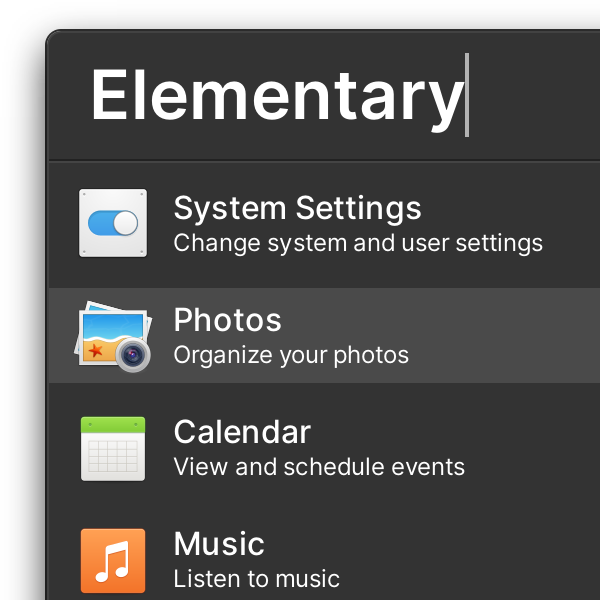 Elementary
System Settings
Change system and user settings
Photos
Organize your photos
Calendar
View and schedule events
Music
Listen to music